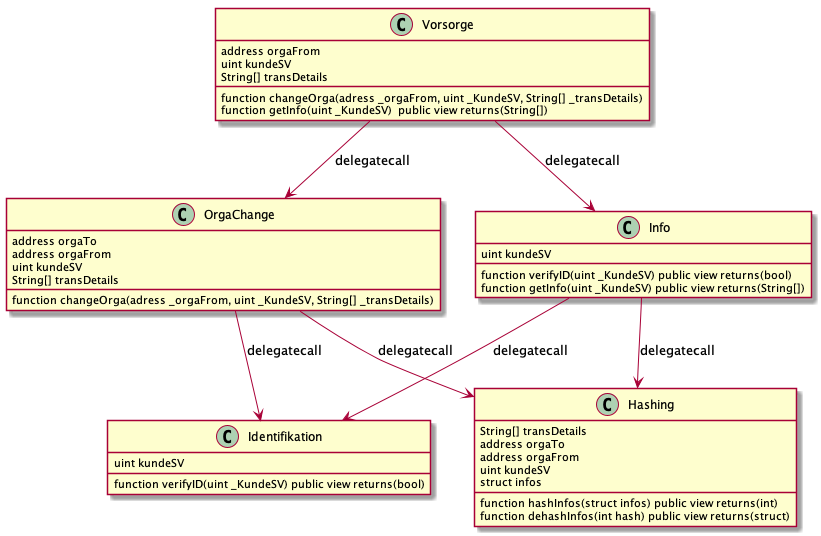 C Vorsorge
address orgaFrom
uint kundeSV
String[] transDetails
function changeOrga(adress _orgaFrom, uint _KundeSV, String[] _transDetails)
function getInfo(uint _KundeSV) public view returns(String[])
delegatecall
delegatecall
C OrgaChange
address orgaTo
address orgaFrom
uint kundeSV
String[] transDetails
function changeOrga(adress _orgaFrom, uint _KundeSV, String[] _transDetails)
C Info
uint kundeSV
function verifyID(uint _KundeSV) public view returns(bool)
function getInfo(uint _KundeSV) public view returns(String[])
delegatecall
delegatecall
delegatecall
delegatecall
C Identifikation
uint kundeSV
function verifyID(uint _KundeSV) public view returns(bool)
C Hashing
String[] transDetails
address orgaTo
address orgaFrom
uint kundeSV
struct infos
function hashInfos(struct infos) public view returns(int)
function dehashInfos(int hash) public view returns(struct)